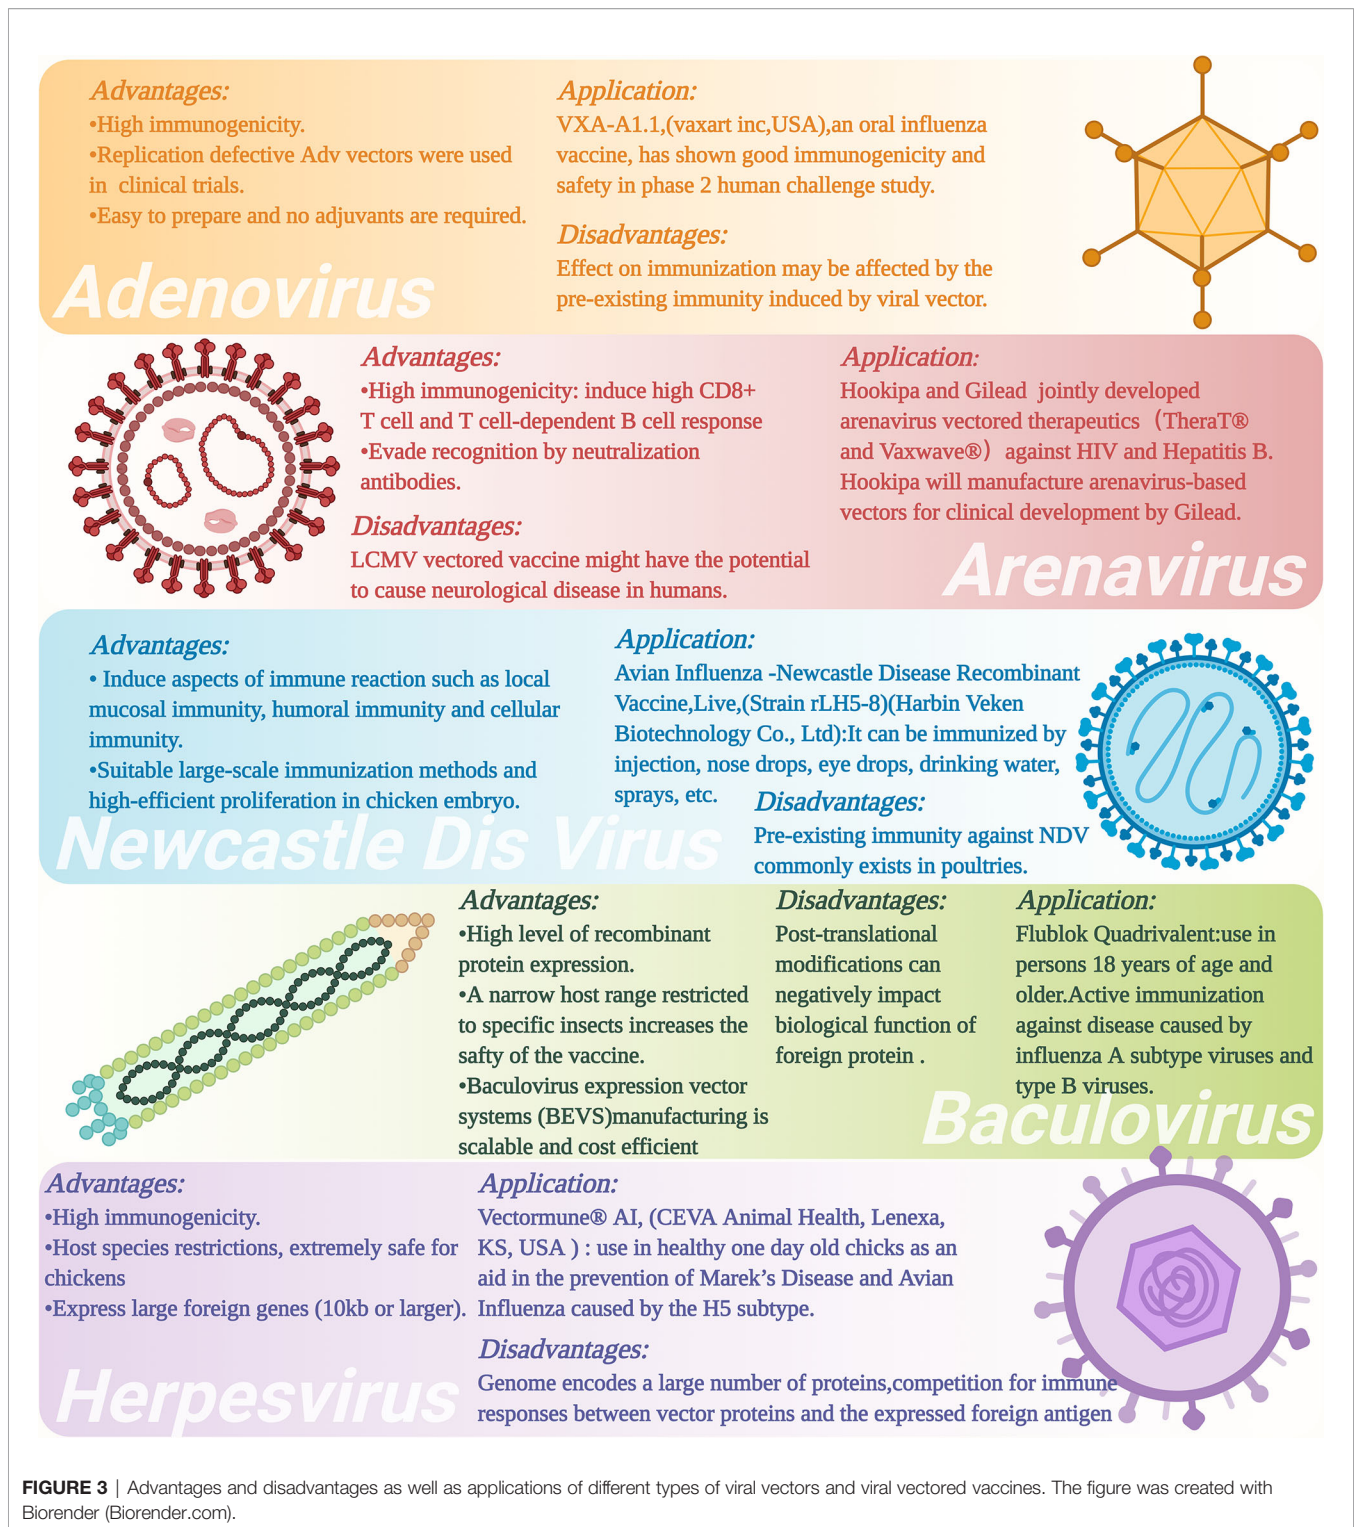 Advantages:
•High immunogenicity.
•Replication defective Adv vectors were used
in clinical trials.
•Easy to prepare and no adjuvants are required.
Adenovirus
Application:
VXA-A1.1,(vaxart inc,USA),an oral influenza
vaccine, has shown good immunogenicity and
safety in phase 2 human challenge study.
Disadvantages:
Effect on immunization may be affected by the
pre-existing immunity induced by viral vector.
Advantages:
•High immunogenicity: induce high CD8+
T cell and T cell-dependent B cell response
•Evade recognition by neutralization
antibodies.
Disadvantages:
LCMV vectored vaccine might have the potential
to cause neurological disease in humans.
Application:
Hookipa and Gilead jointly developed
arenavirus vectored therapeutics（TheraT®
and Vaxwave®）against HIV and Hepatitis B.
Hookipa will manufacture arenavirus-based
vectors for clinical development by Gilead.
Arenavirus
Advantages:
• Induce aspects of immune reaction such as local
mucosal immunity, humoral immunity and cellular
immunity.
•Suitable large-scale immunization methods and
high-efficient proliferation in chicken embryo.
Newcastle Dis Virus
Application:
Avian Influenza -Newcastle Disease Recombinant
Vaccine,Live,(Strain rLH5-8)(Harbin Veken
Biotechnology Co., Ltd):It can be immunized by
injection, nose drops, eye drops, drinking water,
sprays, etc.
Disadvantages:
Pre-existing immunity against NDV
commonly exists in poultries.
Advantages:
•High level of recombinant
protein expression.
•A narrow host range restricted
to specific insects increases the
safty of the vaccine.
•Baculovirus expression vector
systems (BEVS)manufacturing is
scalable and cost efficient
Disadvantages:
Post-translational
modifications can
negatively impact
biological function of
foreign protein .
Application:
Flublok Quadrivalent:use in
persons 18 years of age and
older.Active immunization
against disease caused by
influenza A subtype viruses and
type B viruses.
Baculovirus
Advantages:
•High immunogenicity.
•Host species restrictions, extremely safe for
chickens
•Express large foreign genes (10kb or larger).
Herpesvirus
Application:
Vectormune® AI, (CEVA Animal Health, Lenexa,
KS, USA ) : use in healthy one day old chicks as an
aid in the prevention of Marek’s Disease and Avian
Influenza caused by the H5 subtype.
Disadvantages:
Genome encodes a large number of proteins,competition for immune
responses between vector proteins and the expressed foreign antigen
FIGURE 3 | Advantages and disadvantages as well as applications of different types of viral vectors and viral vectored vaccines. The figure was created with
Biorender (Biorender.com).